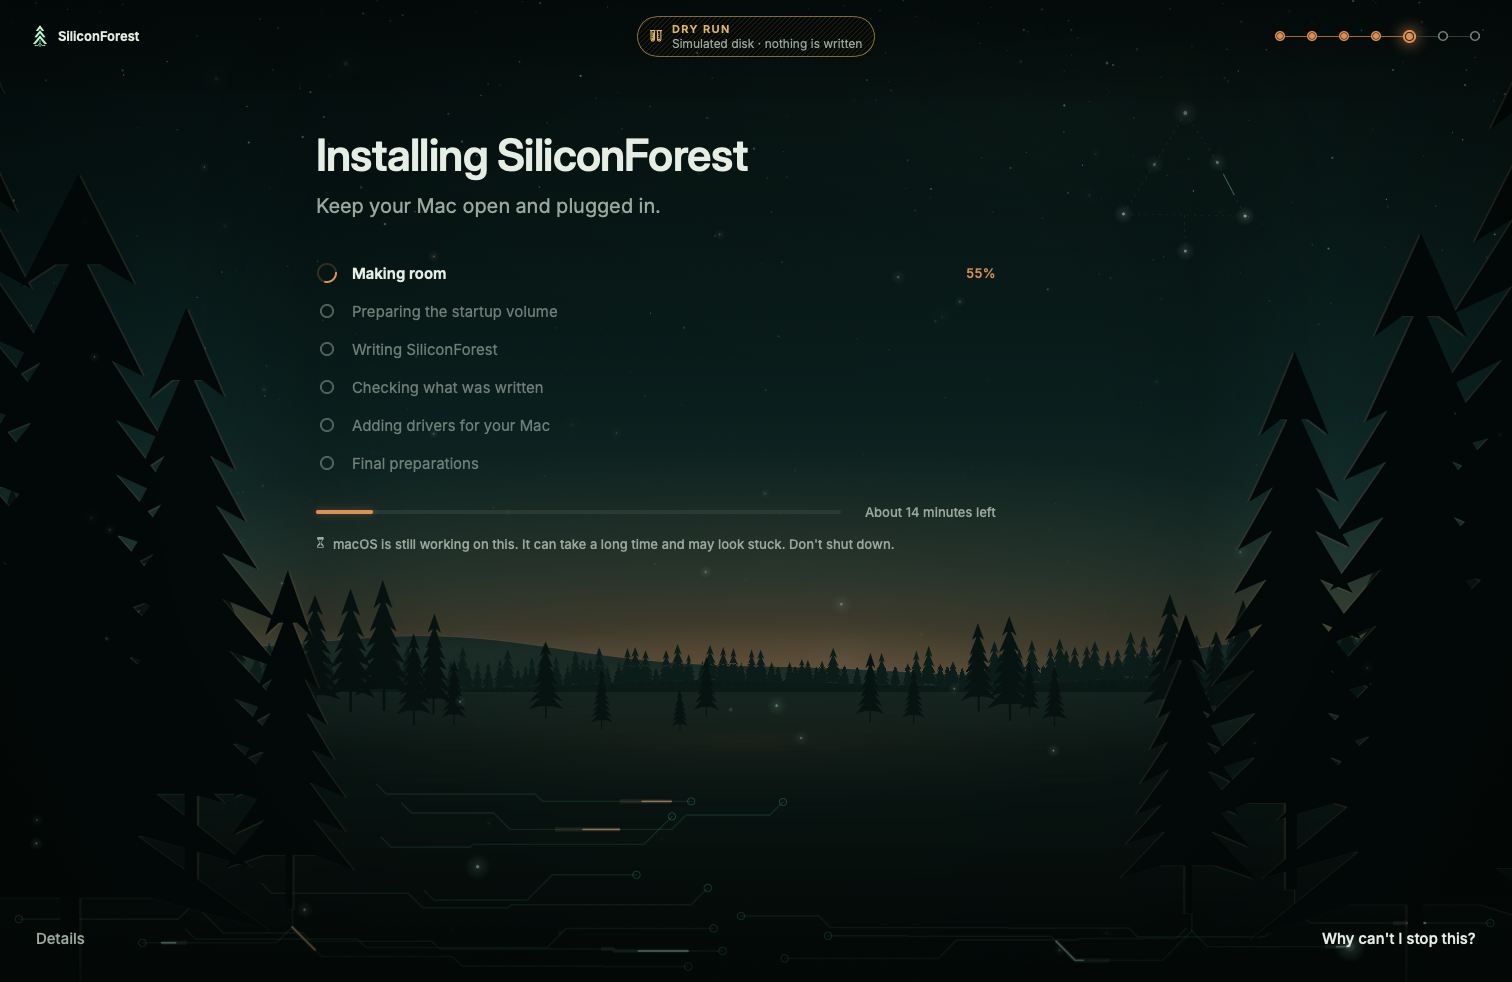 SiliconForest
DRY RUN
Simulated disk · nothing is written
Installing SiliconForest
Keep your Mac open and plugged in.
Making room 55%
Preparing the startup volume
Writing SiliconForest
Checking what was written
Adding drivers for your Mac
Final preparations
About 14 minutes left
macOS is still working on this. It can take a long time and may look stuck. Don't shut down.
Details
Why can't I stop this?